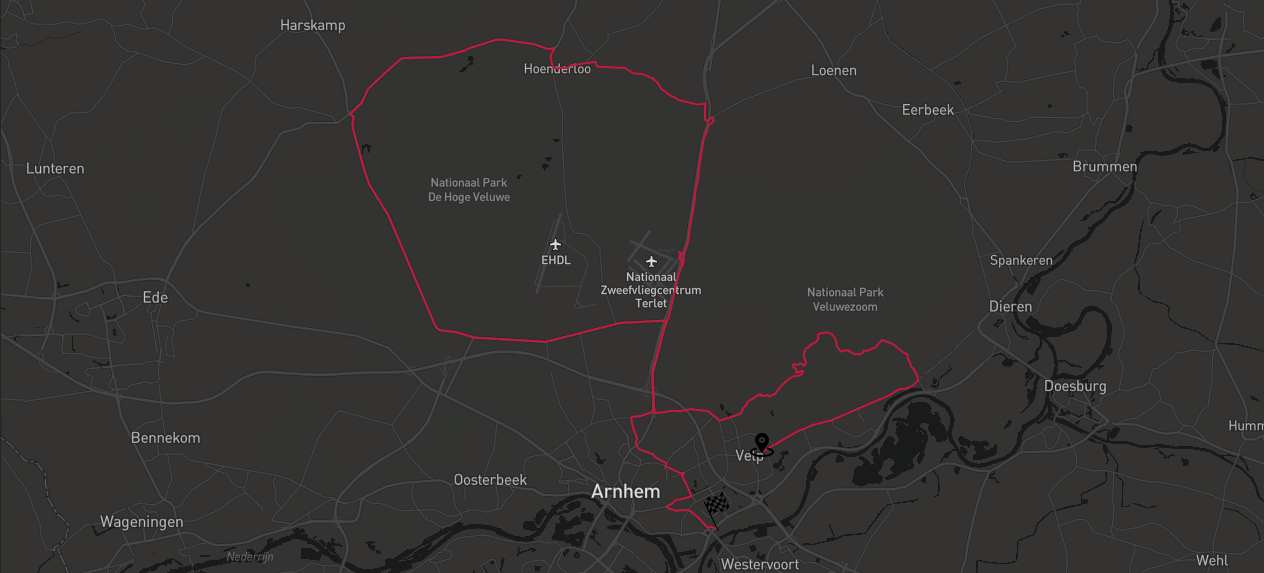 Harskamp
Hoenderloo
Loenen
Eerbeek
Lunteren
Brummen
Nationaal Park
De Hoge Veluwe
EHDL
Nationaal
Zweefvliegcentrum
Terlet
Spankeren
Nationaal Park
Veluwezoom
Ede
Dieren
Doesburg
Bennekom
Humm
Velp
Oosterbeek
Arnhem
Wageningen
Nederrijn
Westervoort
Wehl